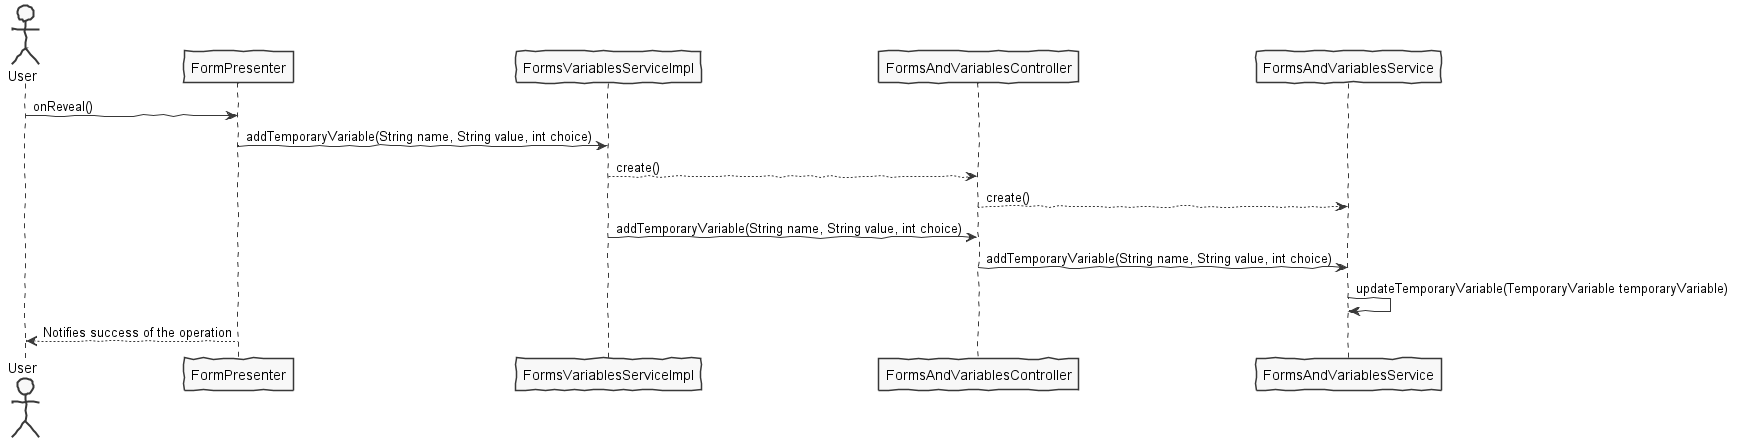 User
FormPresenter
FormsVariablesServiceImpl
FormsAndVariablesController
FormsAndVariablesService
onReveal()
addTemporaryVariable(String name, String value, int choice)
create()
create()
addTemporaryVariable(String name, String value, int choice)
addTemporaryVariable(String name, String value, int choice)
updateTemporaryVariable(TemporaryVariable temporaryVariable)
Notifies success of the operation
User
FormPresenter
FormsVariablesServiceImpl
FormsAndVariablesController
FormsAndVariablesService